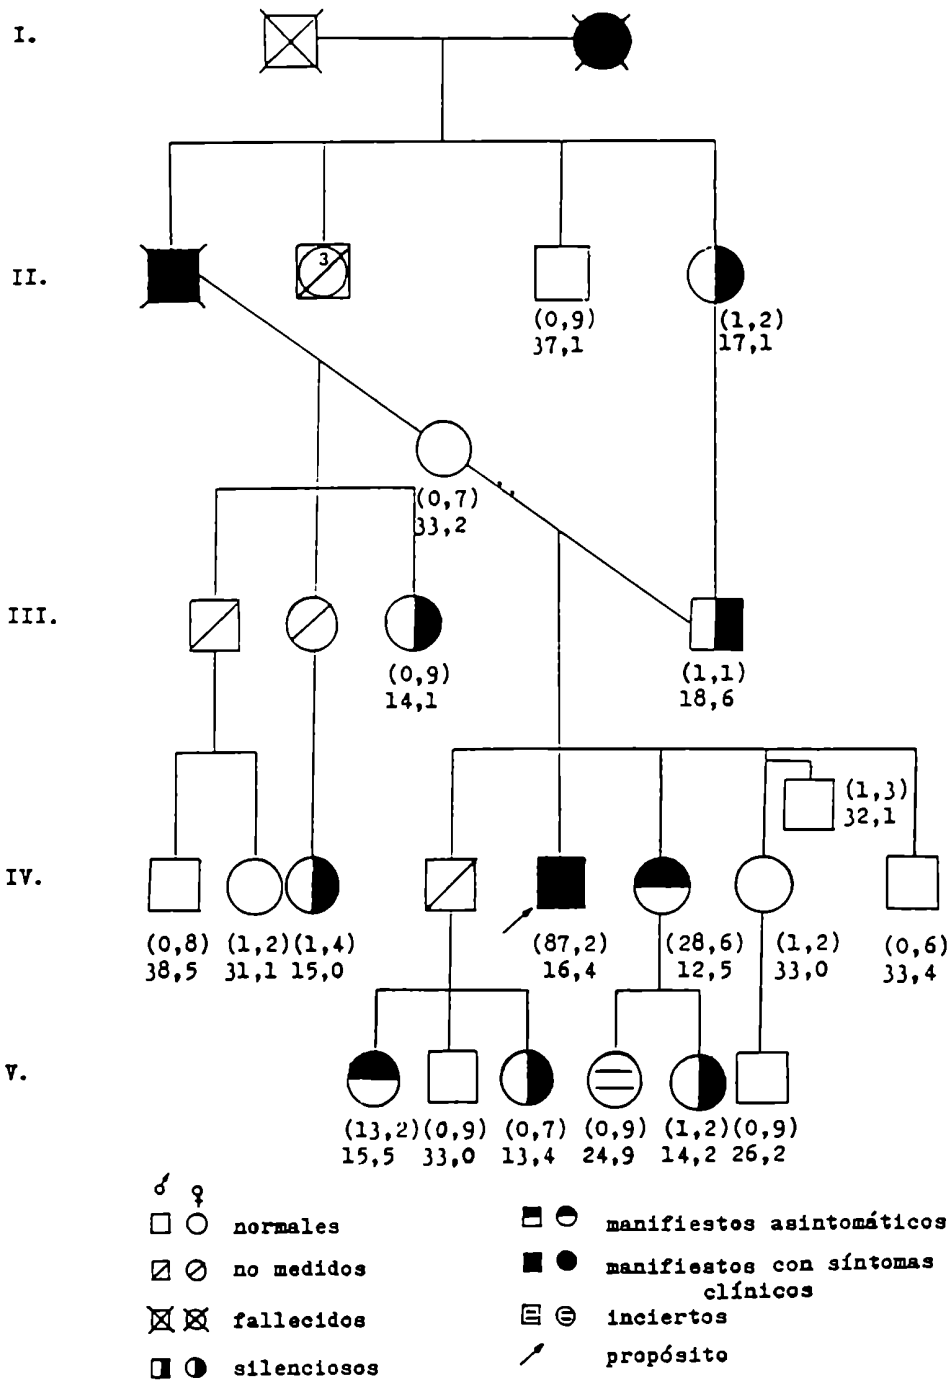 I.
3
II.
(0,9) (1,2)
37,1 17,1
(0,7)
33,2
III.
(0,9) (1,1)
14,1 18,6
(1,3)
32,1
IV.
(0,8) (1,2) (1,4) (87,2) (28,6) (1,2) (0,6)
38,5 31,1 15,0 16,4 12,5 33,0 33,4
V.
(13,2) (0,9) (0,7) (0,9) (1,2) (0,9)
15,5 33,0 13,4 24,9 14,2 26,2
♂ ♀
normales
no medidos
fallecidos
silenciosos
manifiestos asintomáticos
manifiestos con síntomas
clínicos
inciertos
propósito